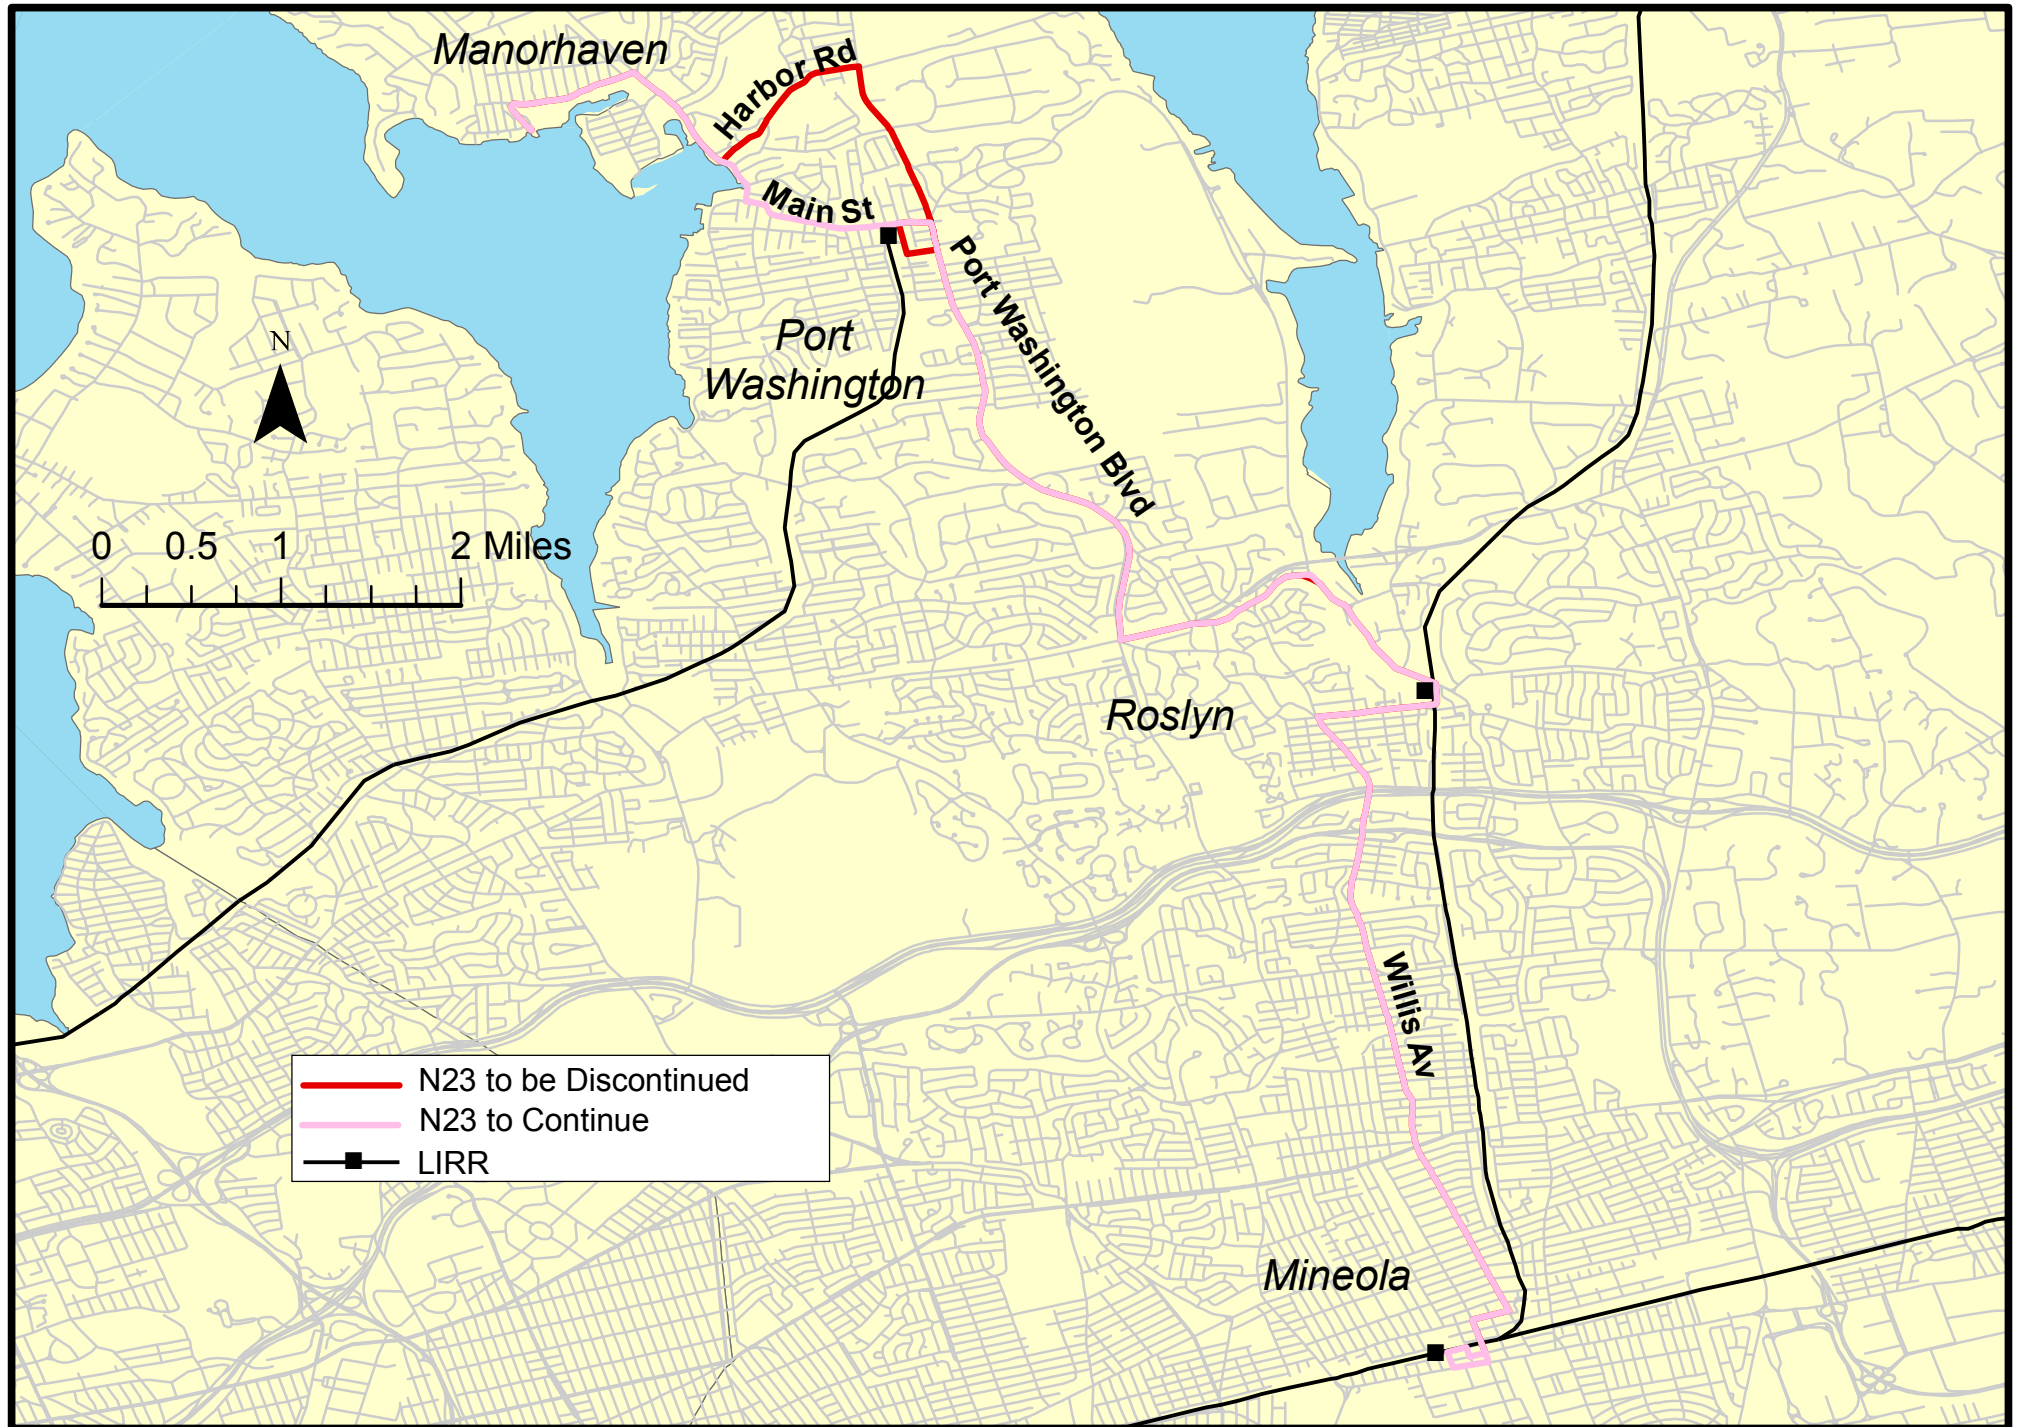 Manorhaven
Harbor Rd
Main St
Port Washington Blvd
Port
Washington
N
0 0.5 1 2 Miles
Roslyn
Willis Av
N23 to be Discontinued
N23 to Continue
LIRR
Mineola